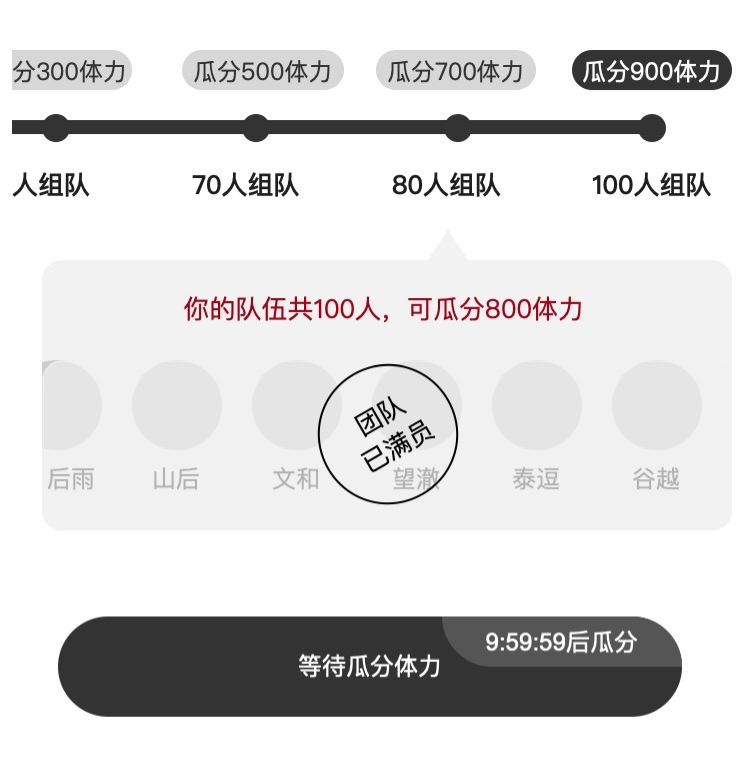 分300体力 瓜分500体力 瓜分700体力 瓜分900体力
人组队 70人组队 80人组队 100人组队
你的队伍共100人，可瓜分800体力
团队
已满员
后雨 山后 文和 望澈 泰逗 谷越
9:59:59后瓜分
等待瓜分体力